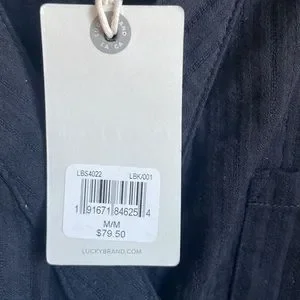 LBS4022 LBK/001
1 91671 84625 4
M/M
$79.50
LUCKYBRAND.COM